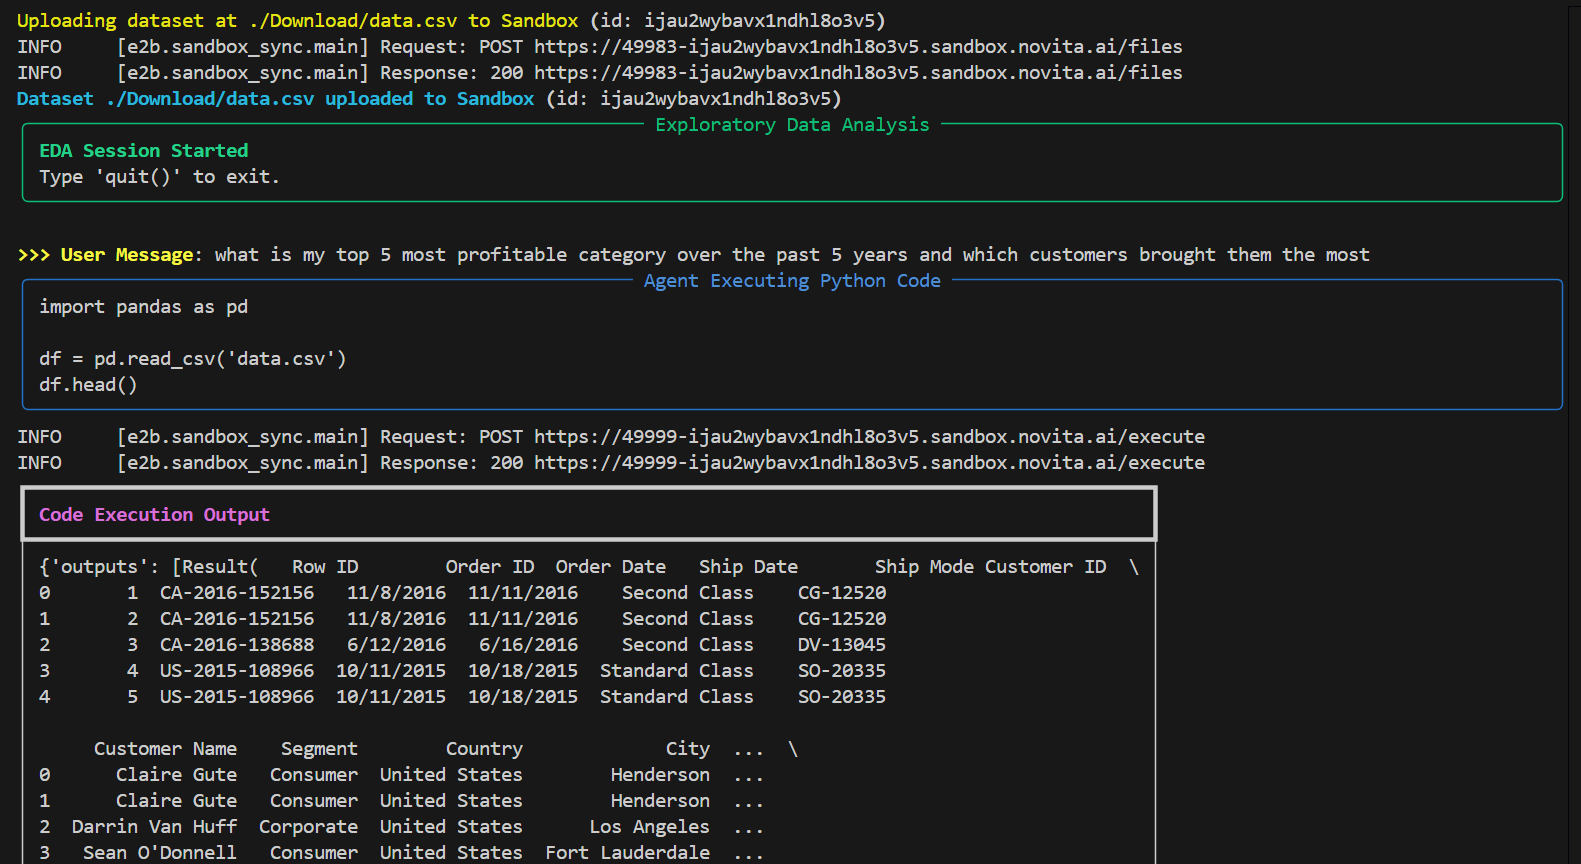 Uploading dataset at ./Download/data.csv to Sandbox (id: ijau2wybavx1ndhl8o3v5)
INFO     [e2b.sandbox_sync.main] Request: POST https://49983-ijau2wybavx1ndhl8o3v5.sandbox.novita.ai/files
INFO     [e2b.sandbox_sync.main] Response: 200 https://49983-ijau2wybavx1ndhl8o3v5.sandbox.novita.ai/files
Dataset ./Download/data.csv uploaded to Sandbox (id: ijau2wybavx1ndhl8o3v5)
Exploratory Data Analysis
EDA Session Started
Type 'quit()' to exit.
>>> User Message: what is my top 5 most profitable category over the past 5 years and which customers brought them the most
Agent Executing Python Code
import pandas as pd
df = pd.read_csv('data.csv')
df.head()
INFO     [e2b.sandbox_sync.main] Request: POST https://49999-ijau2wybavx1ndhl8o3v5.sandbox.novita.ai/execute
INFO     [e2b.sandbox_sync.main] Response: 200 https://49999-ijau2wybavx1ndhl8o3v5.sandbox.novita.ai/execute
Code Execution Output
{'outputs': [Result(   Row ID        Order ID  Order Date   Ship Date       Ship Mode Customer ID  \
0       1  CA-2016-152156   11/8/2016  11/11/2016    Second Class    CG-12520
1       2  CA-2016-152156   11/8/2016  11/11/2016    Second Class    CG-12520
2       3  CA-2016-138688   6/12/2016   6/16/2016    Second Class    DV-13045
3       4  US-2015-108966  10/11/2015  10/18/2015  Standard Class    SO-20335
4       5  US-2015-108966  10/11/2015  10/18/2015  Standard Class    SO-20335
     Customer Name    Segment        Country             City  ...  \
0      Claire Gute   Consumer  United States        Henderson  ...
1      Claire Gute   Consumer  United States        Henderson  ...
2  Darrin Van Huff  Corporate  United States      Los Angeles  ...
3   Sean O'Donnell   Consumer  United States  Fort Lauderdale  ...